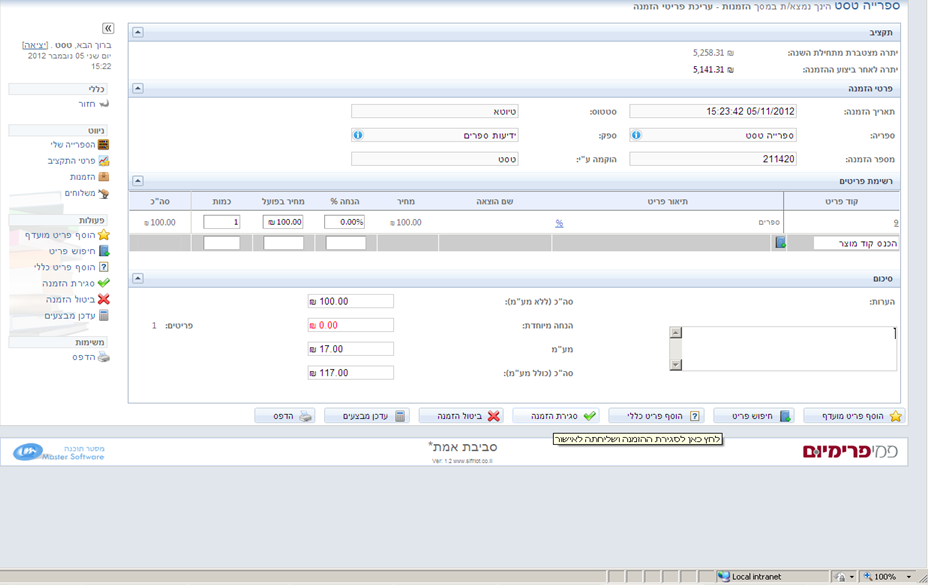 ספרייה טסט הינך נמצא/ת במסך הזמנות - עריכת פריטי הזמנה
ברוך הבא, טסט . [יציאה]
יום שני 05 נובמבר 2012
15:22
כללי
חזור
ניווט
הספרייה שלי
פרטי התקציב
הזמנות
משלוחים
פעולות
הוסף פריט מועדף
חיפוש פריט
הוסף פריט כללי
סגירת הזמנה
ביטול הזמנה
עדכן מבצעים
משימות
הדפס
תקציב
יתרה מצטברת מתחילת השנה: ₪ 5,258.31
יתרה לאחר ביצוע ההזמנה: ₪ 5,141.31
פרטי הזמנה
תאריך הזמנה: 05/11/2012 15:23:42 סטטוס: טיוטא
ספריה: ספרייה טסט ספק: ידיעות ספרים
מספר הזמנה: 211420 הוקמה ע"י: טסט
רשימת פריטים
קוד פריט תיאור פריט שם הוצאה מחיר הנחה % מחיר בפועל כמות סה"כ
9 ספרים % ₪ 100.00 0.00% ₪ 100.00 1 ₪ 100.00
הכנס קוד מוצר
סיכום
הערות:
סה"כ (ללא מע"מ): ₪ 100.00
הנחה מיוחדת: ₪ 0.00 פריטים: 1
מע"מ ₪ 17.00
סה"כ (כולל מע"מ): ₪ 117.00
הוסף פריט מועדף חיפוש פריט הוסף פריט כללי סגירת הזמנה ביטול הזמנה עדכן מבצעים הדפס
לחץ כאן לסגירת ההזמנה ושליחתה לאישור
פמיפרימיום
סביבת אמת*
Ver: 1.2 www.sifriot.co.il
מסטר תוכנה
Master Software
Local intranet 100%